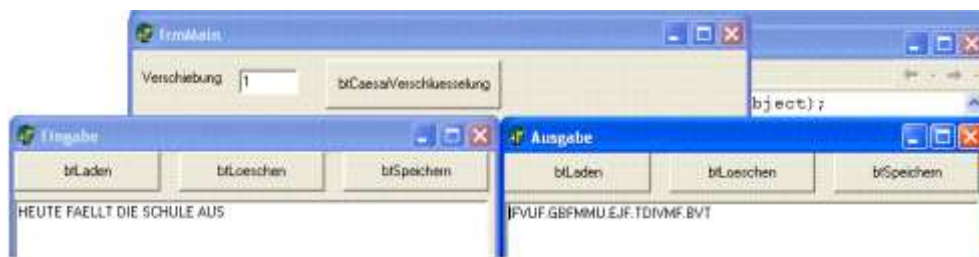 frmMain
Verschiebung 1 btCaesarVerschluesselung
bject);
Eingabe
btLaden btLoeschen btSpeichern
HEUTE FAELLT DIE SCHULE AUS
Ausgabe
btLaden btLoeschen btSpeichern
IFVUF.GBFMMU.EJF.TDIVMF.BVT